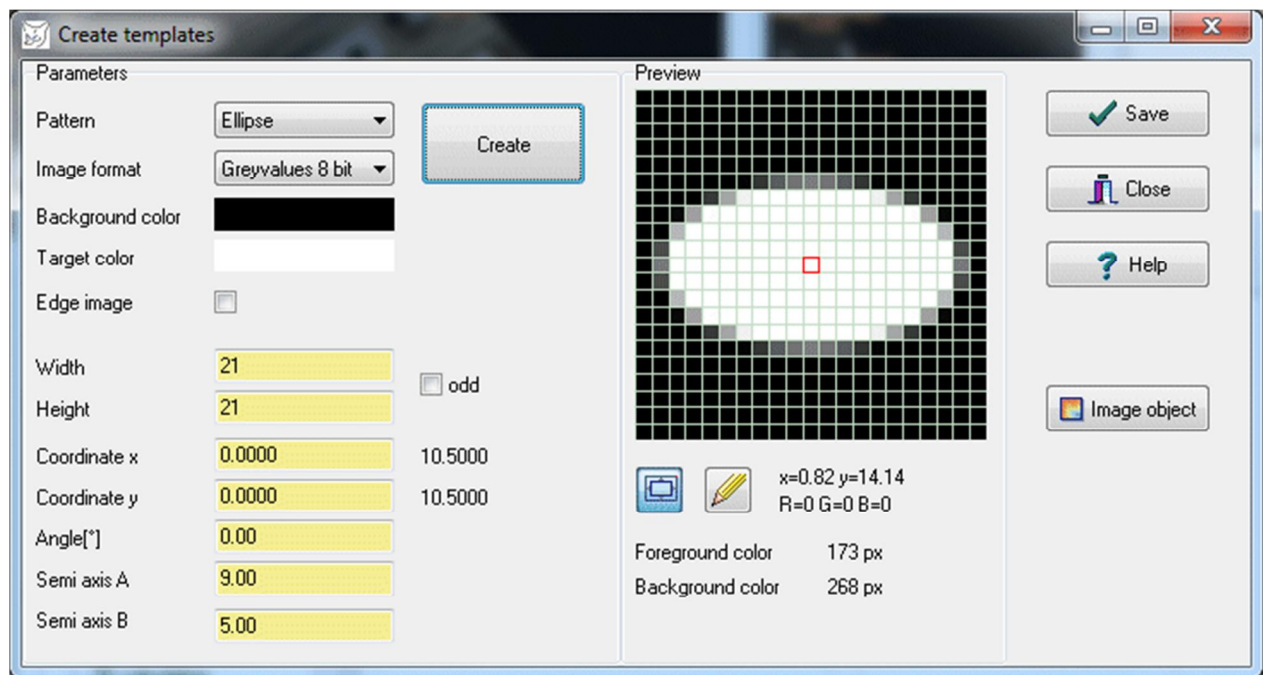 Create templates
Parameters
Pattern
Ellipse
Create
Image format
Greyvalues 8 bit
Background color
Target color
Edge image
Width
21
odd
Height
21
Coordinate x
0.0000
10.5000
Coordinate y
0.0000
10.5000
Angle[°]
0.00
Semi axis A
9.00
Semi axis B
5.00
Preview
x=0.82 y=14.14
R=0 G=0 B=0
Foreground color 173 px
Background color 268 px
Save
Close
? Help
Image object